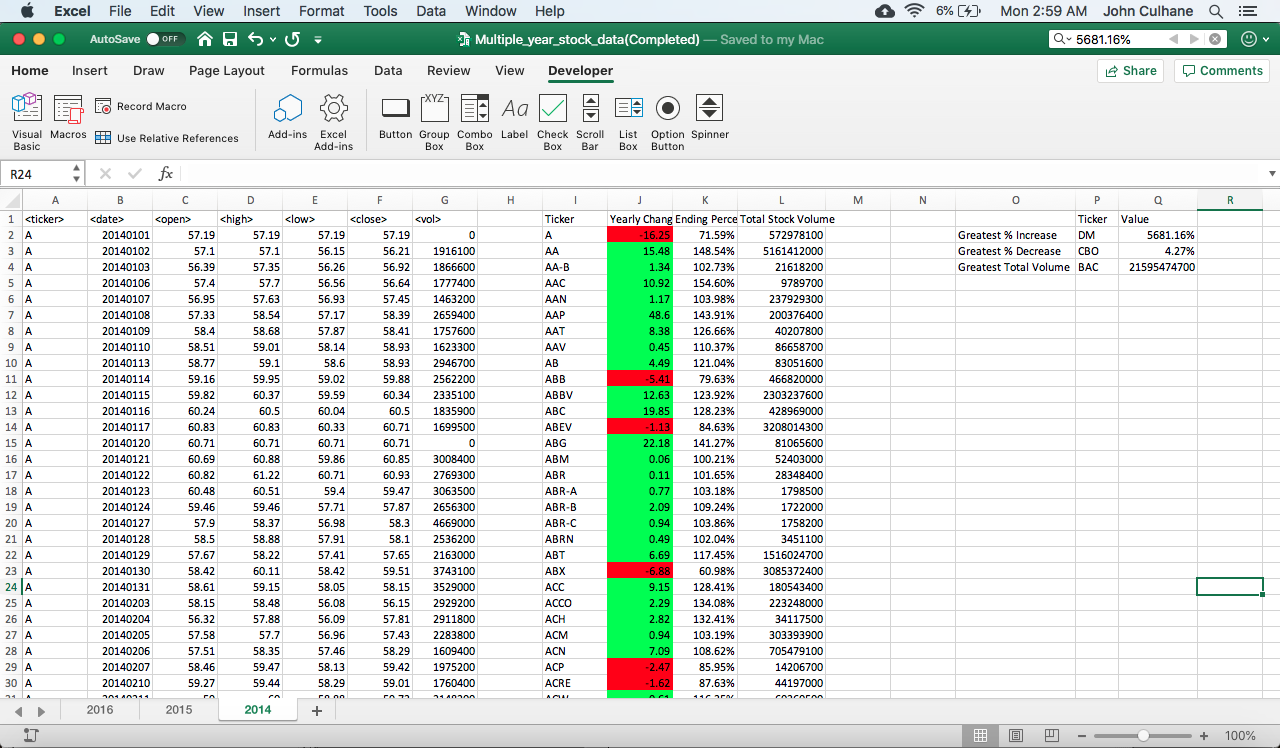 Excel File Edit View Insert Format Tools Data Window Help 6% Mon 2:59 AM John Culhane
AutoSave OFF Multiple_year_stock_data(Completed) — Saved to my Mac 5681.16%
Home Insert Draw Page Layout Formulas Data Review View Developer Share Comments
Visual Basic Macros Record Macro Use Relative References Add-ins Excel Add-ins Button XYZ Group Box Combo Box Aa Label Check Box Scroll Bar List Box Option Button Spinner
R24 fx
A B C D E F G H I J K L M N O P Q R
1 <ticker> <date> <open> <high> <low> <close> <vol> Ticker Yearly Chang Ending Perce Total Stock Volume Ticker Value
2 A 20140101 57.19 57.19 57.19 57.19 0 A -16.25 71.59% 572978100 Greatest % Increase DM 5681.16%
3 A 20140102 57.1 57.1 56.15 56.21 1916100 AA 15.48 148.54% 5161412000 Greatest % Decrease CBO 4.27%
4 A 20140103 56.39 57.35 56.26 56.92 1866600 AA-B 1.34 102.73% 21618200 Greatest Total Volume BAC 21595474700
5 A 20140106 57.4 57.7 56.56 56.64 1777400 AAC 10.92 154.60% 9789700
6 A 20140107 56.95 57.63 56.93 57.45 1463200 AAN 1.17 103.98% 237929300
7 A 20140108 57.33 58.54 57.17 58.39 2659400 AAP 48.6 143.91% 200376400
8 A 20140109 58.4 58.68 57.87 58.41 1757600 AAT 8.38 126.66% 40207800
9 A 20140110 58.51 59.01 58.14 58.93 1623300 AAV 0.45 110.37% 86658700
10 A 20140113 58.77 59.1 58.6 58.93 2946700 AB 4.49 121.04% 83051600
11 A 20140114 59.16 59.95 59.02 59.88 2562200 ABB -5.41 79.63% 466820000
12 A 20140115 59.82 60.37 59.59 60.34 2335100 ABBV 12.63 123.92% 2303237600
13 A 20140116 60.24 60.5 60.04 60.5 1835900 ABC 19.85 128.23% 428969000
14 A 20140117 60.83 60.83 60.33 60.71 1699500 ABEV -1.13 84.63% 3208014300
15 A 20140120 60.71 60.71 60.71 60.71 0 ABG 22.18 141.27% 81065600
16 A 20140121 60.69 60.88 59.86 60.85 3008400 ABM 0.06 100.21% 52403000
17 A 20140122 60.82 61.22 60.71 60.93 2769300 ABR 0.11 101.65% 28348400
18 A 20140123 60.48 60.51 59.4 59.47 3063500 ABR-A 0.77 103.18% 1798500
19 A 20140124 59.46 59.46 57.71 57.87 2656300 ABR-B 2.09 109.24% 1722000
20 A 20140127 57.9 58.37 56.98 58.3 4669000 ABR-C 0.94 103.86% 1758200
21 A 20140128 58.5 58.88 57.91 58.1 2536200 ABRN 0.49 102.04% 3451100
22 A 20140129 57.67 58.22 57.41 57.65 2163000 ABT 6.69 117.45% 1516024700
23 A 20140130 58.42 60.11 58.42 59.51 3743100 ABX -6.88 60.98% 3085372400
24 A 20140131 58.61 59.15 58.05 58.15 3529000 ACC 9.15 128.41% 180543400
25 A 20140203 58.15 58.48 56.08 56.15 2929200 ACCO 2.29 134.08% 223248000
26 A 20140204 56.32 57.88 56.09 57.81 2911800 ACH 2.82 132.41% 34117500
27 A 20140205 57.58 57.7 56.96 57.43 2283800 ACM 0.94 103.19% 303393900
28 A 20140206 57.51 58.35 57.46 58.29 1609400 ACN 7.09 108.62% 705479100
29 A 20140207 58.46 59.47 58.13 59.42 1975200 ACP -2.47 85.95% 14206700
30 A 20140210 59.27 59.44 58.29 59.01 1760400 ACRE -1.62 87.63% 44197000
2016 2015 2014 +
100%